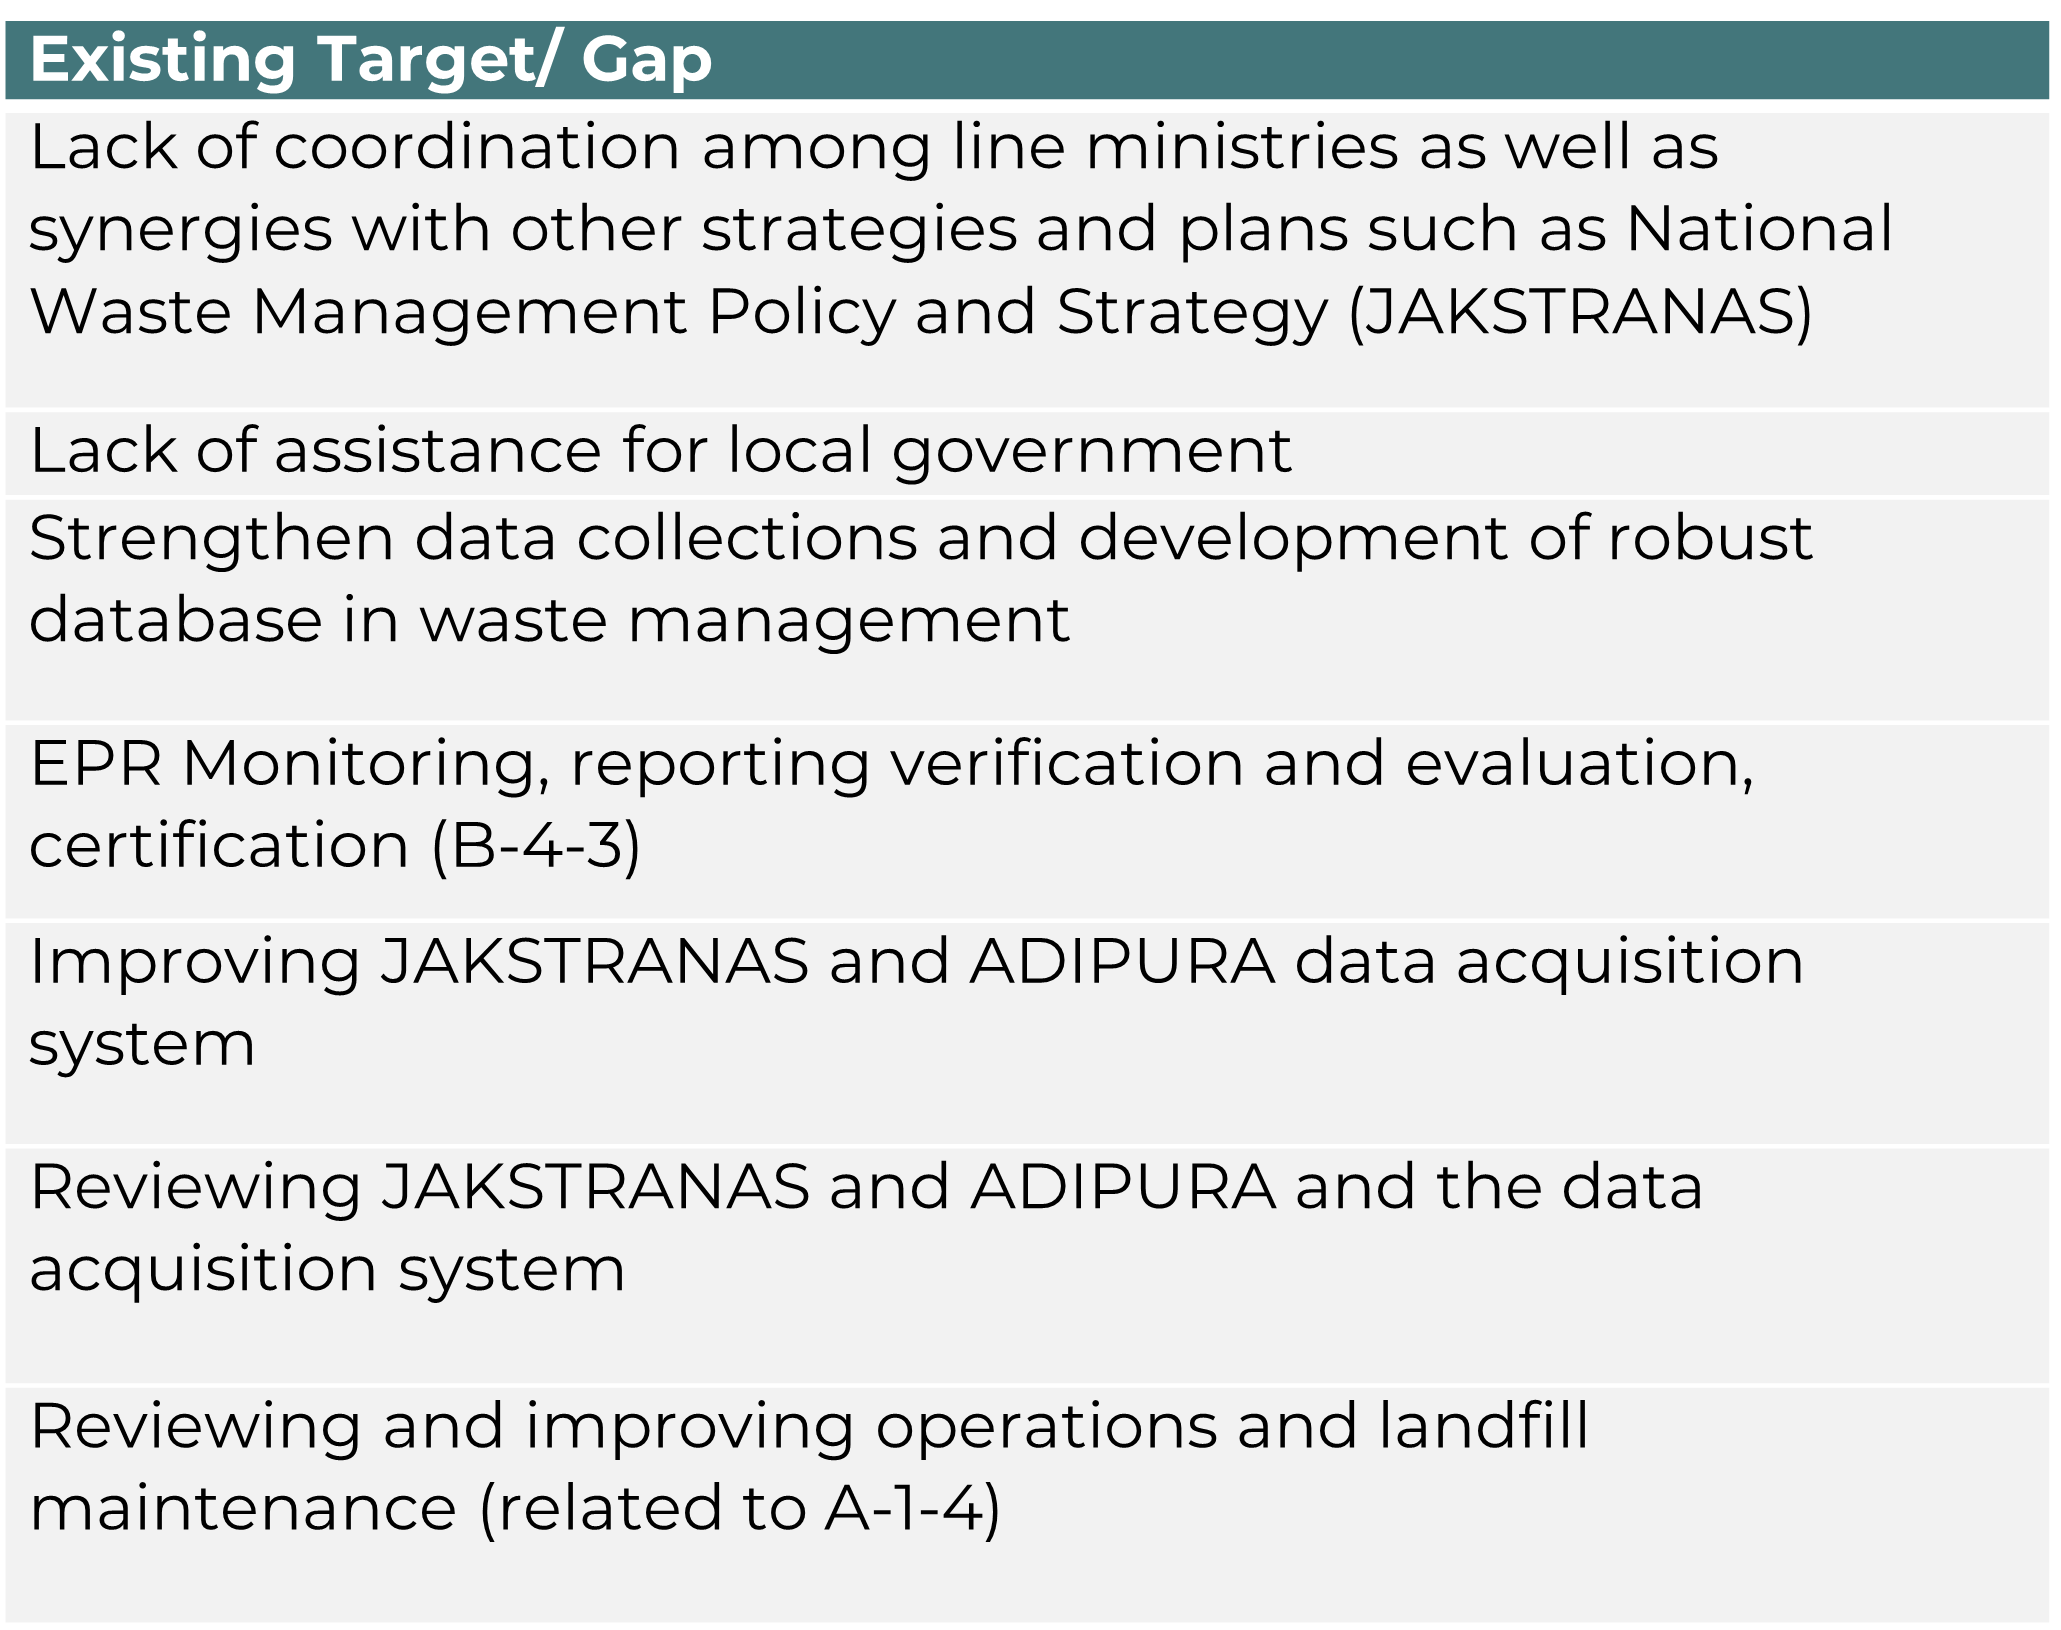 Existing Target/ Gap
Lack of coordination among line ministries as well as
synergies with other strategies and plans such as National
Waste Management Policy and Strategy (JAKSTRANAS)
Lack of assistance for local government
Strengthen data collections and development of robust
database in waste management
EPR Monitoring, reporting verification and evaluation,
certification (B-4-3)
Improving JAKSTRANAS and ADIPURA data acquisition
system
Reviewing JAKSTRANAS and ADIPURA and the data
acquisition system
Reviewing and improving operations and landfill
maintenance (related to A-1-4)